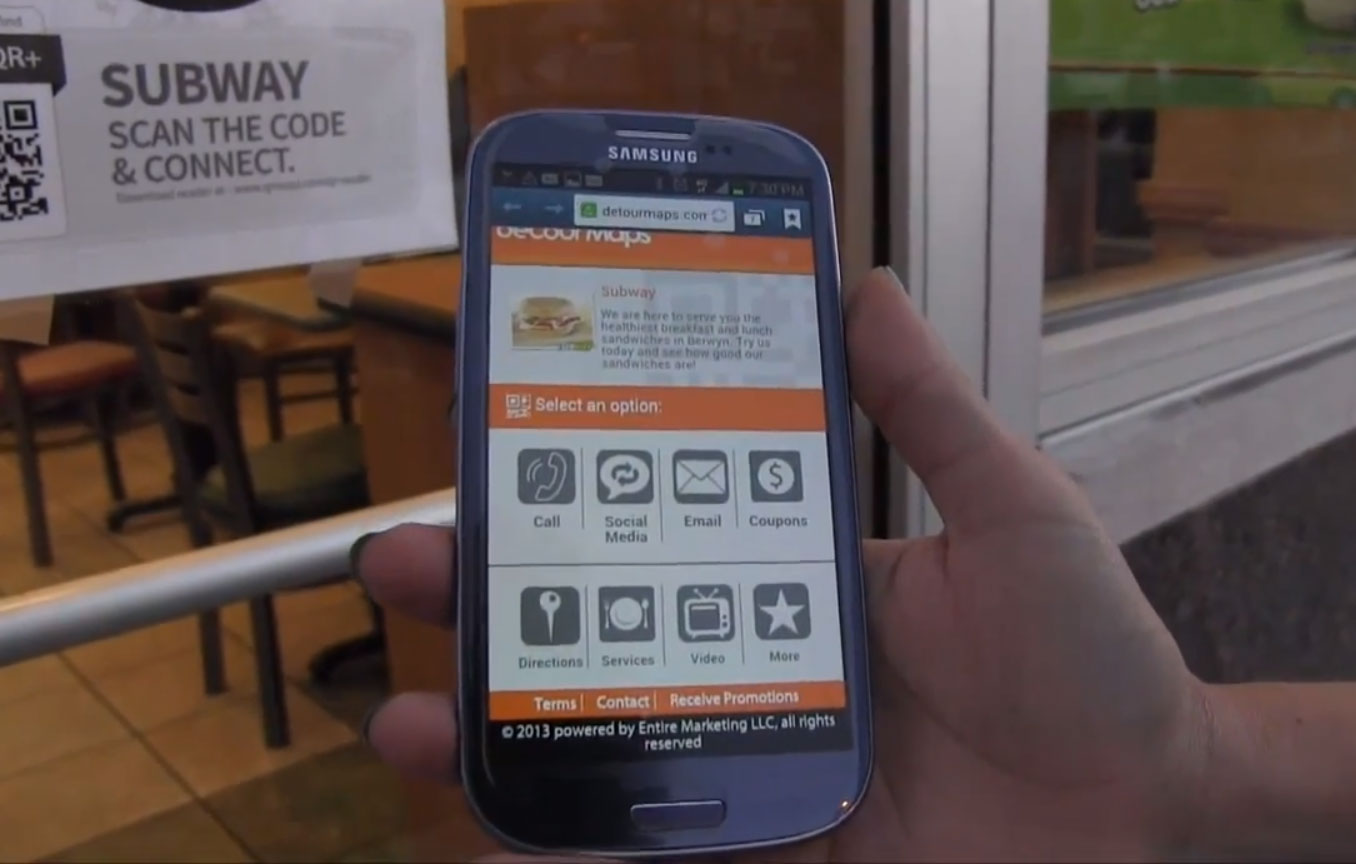 QR+
SUBWAY
SCAN THE CODE
& CONNECT.
SAMSUNG
7:30 PM
detourmaps.com
Subway
We are here to serve you the
healthiest breakfast and lunch
sandwiches in Berwyn. Try us
today and see how good our
sandwiches are!
Select an option:
Call
Social
Media
Email
Coupons
Directions
Services
Video
More
Terms | Contact | Receive Promotions
© 2013 powered by Entire Marketing LLC, all rights
reserved